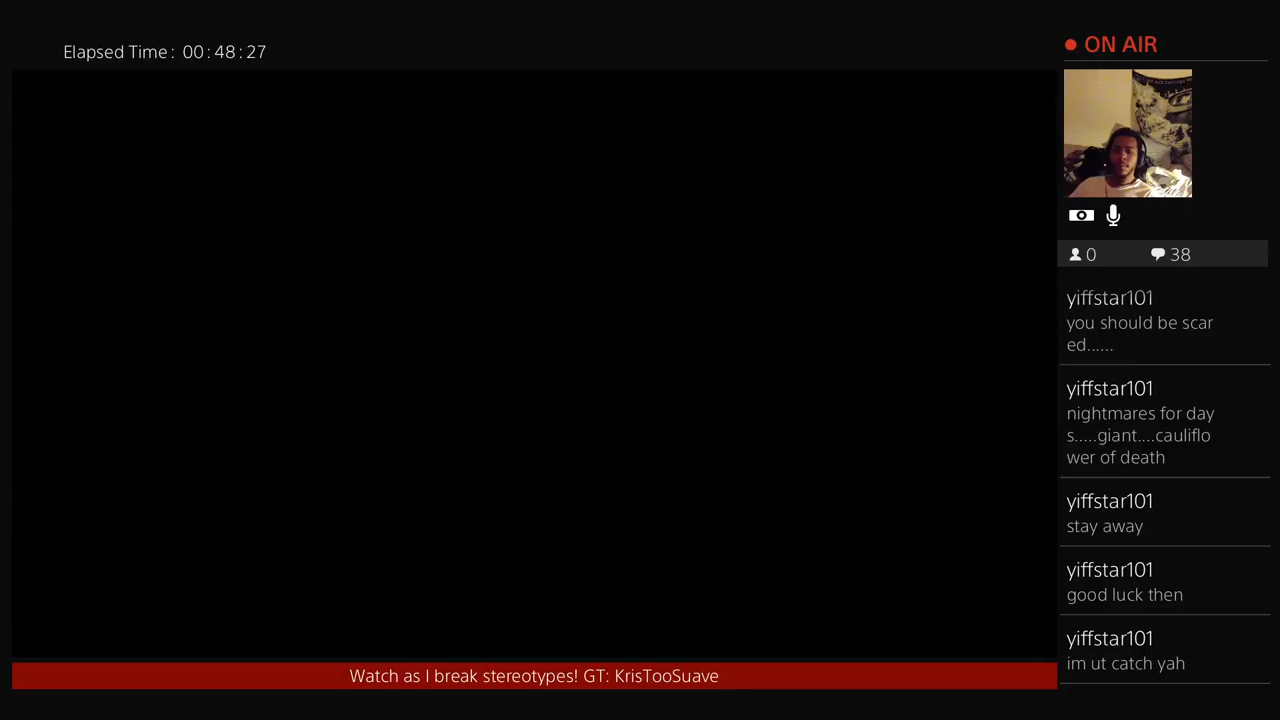 Elapsed Time: 00:48:27
ON AIR
0 38
yiffstar101
you should be scar
ed......
yiffstar101
nightmares for day
s.....giant....cauliflo
wer of death
yiffstar101
stay away
yiffstar101
good luck then
yiffstar101
im ut catch yah
Watch as I break stereotypes! GT: KrisTooSuave